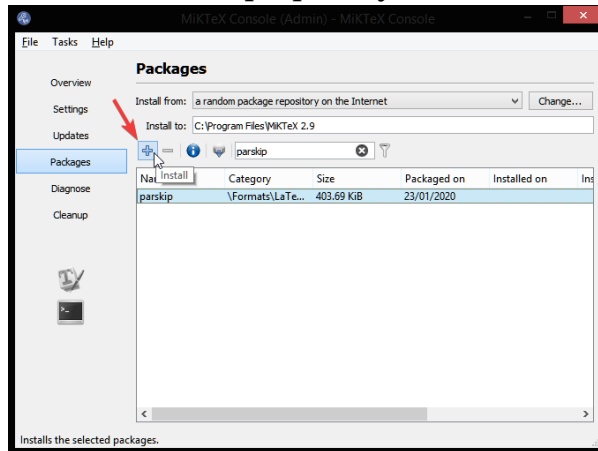 MiKTeX Console (Admin) - MiKTeX Console
File Tasks Help
Packages
Overview
Settings
Updates
Packages
Diagnose
Cleanup
Install from: a random package repository on the Internet Change...
Install to: C:\Program Files\MiKTeX 2.9
parskip
Install
Category Size Packaged on Installed on Ins
parskip \Formats\LaTe... 403.69 KiB 23/01/2020
Installs the selected packages.